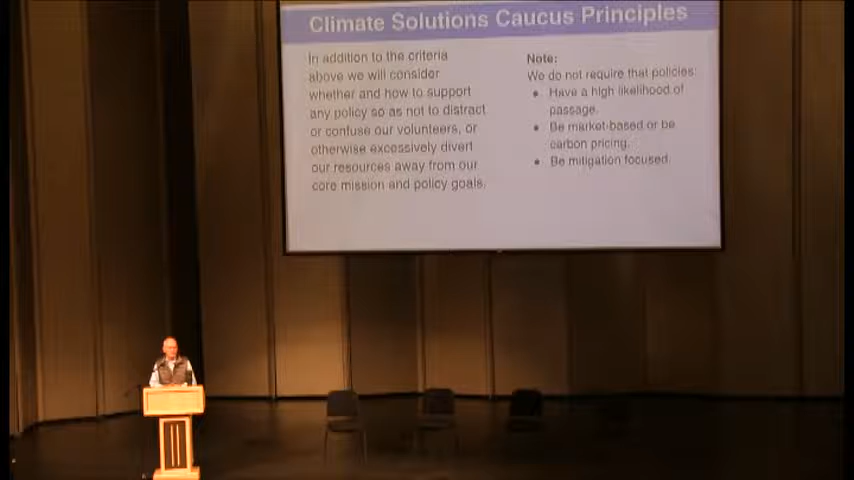 Climate Solutions Caucus Principles
In addition to the criteria
above we will consider
whether and how to support
any policy so as not to distract
or confuse our volunteers, or
otherwise excessively divert
our resources away from our
core mission and policy goals.
Note:
We do not require that policies:
● Have a high likelihood of
passage.
● Be market-based or be
carbon pricing.
● Be mitigation focused.